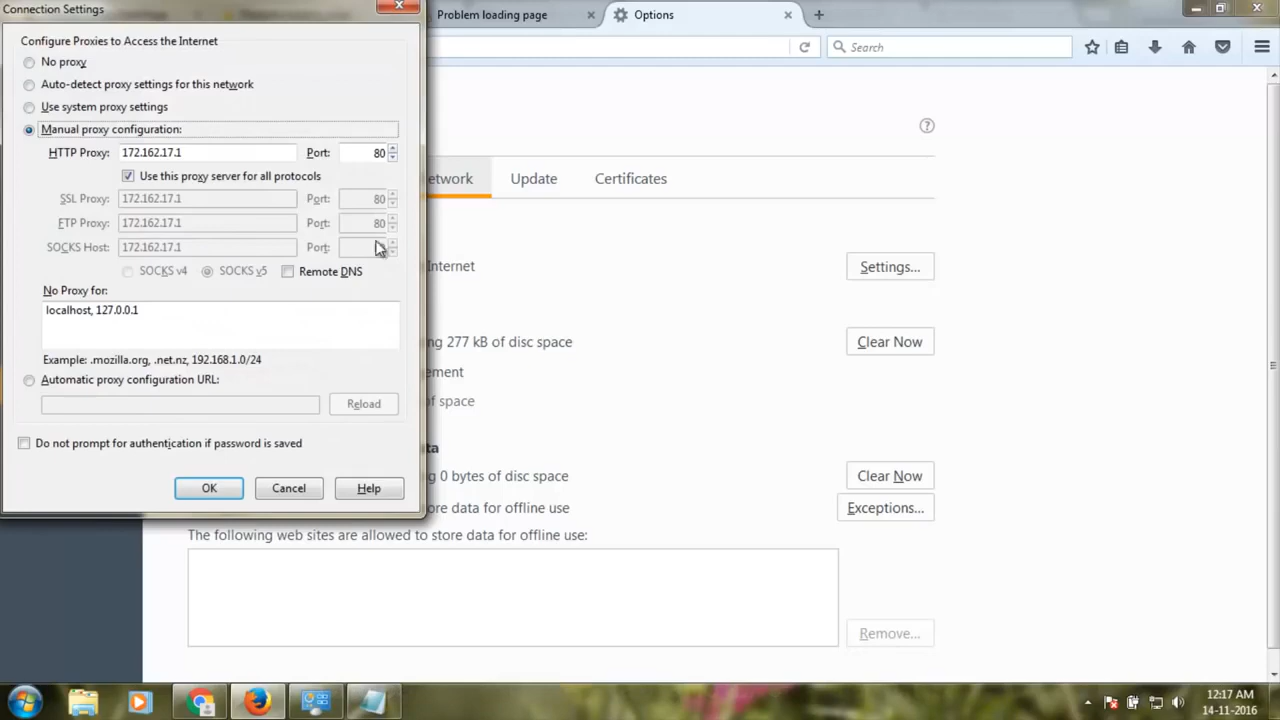 Connection Settings
Configure Proxies to Access the Internet
No proxy
Auto-detect proxy settings for this network
Use system proxy settings
Manual proxy configuration:
HTTP Proxy: 172.162.17.1 Port: 80
Use this proxy server for all protocols
SSL Proxy: 172.162.17.1 Port: 80
FTP Proxy: 172.162.17.1 Port: 80
SOCKS Host: 172.162.17.1 Port:
SOCKS v4 SOCKS v5 Remote DNS
No Proxy for:
localhost, 127.0.0.1
Example: .mozilla.org, .net.nz, 192.168.1.0/24
Automatic proxy configuration URL:
Reload
Do not prompt for authentication if password is saved
OK Cancel Help
Problem loading page
Options
Search
Update Certificates
Internet
Settings...
277 kB of disc space
Clear Now
of space
0 bytes of disc space
Clear Now
data for offline use
Exceptions...
The following web sites are allowed to store data for offline use:
Remove...
12:17 AM
14-11-2016